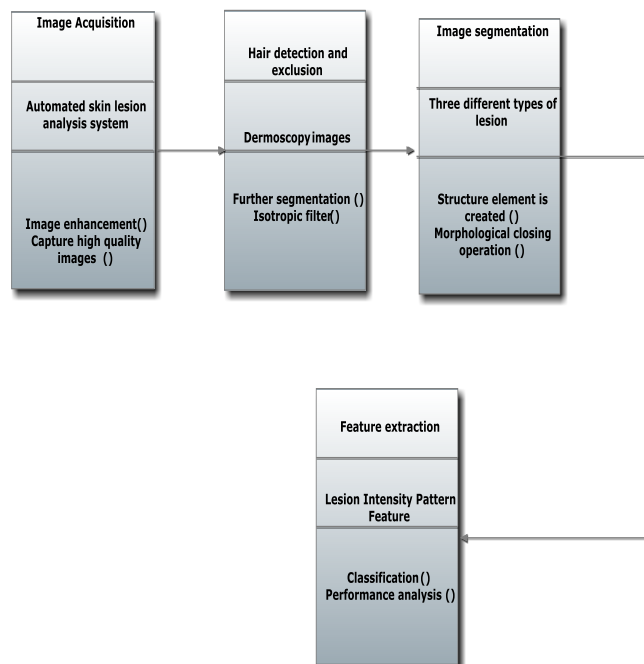 Image Acquisition
Automated skin lesion
analysis system
Image enhancement()
Capture high quality
images ()
Hair detection and
exclusion
Dermoscopy images
Further segmentation ()
Isotropic filter()
Image segmentation
Three different types of
lesion
Structure element is
created ()
Morphological closing
operation ()
Feature extraction
Lesion Intensity Pattern
Feature
Classification ()
Performance analysis ()